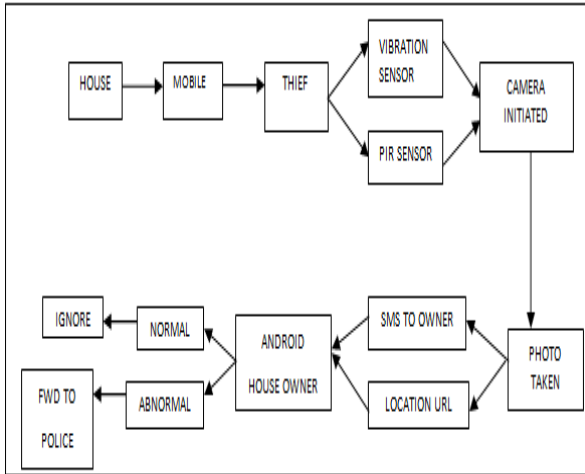 HOUSE
MOBILE
THIEF
VIBRATION
SENSOR
PIR SENSOR
CAMERA
INITIATED
PHOTO
TAKEN
SMS TO OWNER
LOCATION URL
ANDROID
HOUSE OWNER
NORMAL
ABNORMAL
IGNORE
FWD TO
POLICE